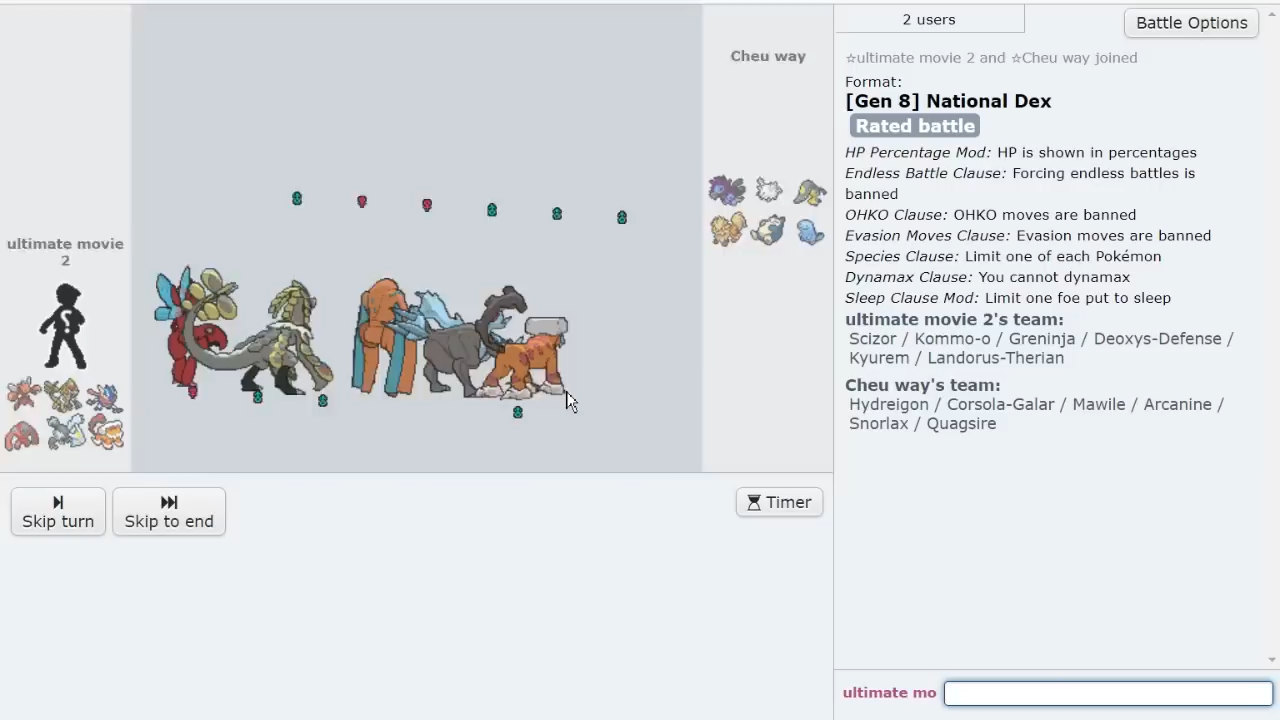 2 users
Battle Options
Cheu way
☆ultimate movie 2 and ☆Cheu way joined
Format:
[Gen 8] National Dex
Rated battle
HP Percentage Mod: HP is shown in percentages
Endless Battle Clause: Forcing endless battles is
banned
OHKO Clause: OHKO moves are banned
Evasion Moves Clause: Evasion moves are banned
Species Clause: Limit one of each Pokémon
Dynamax Clause: You cannot dynamax
Sleep Clause Mod: Limit one foe put to sleep
ultimate movie 2's team:
Scizor / Kommo-o / Greninja / Deoxys-Defense /
Kyurem / Landorus-Therian
Cheu way's team:
Hydreigon / Corsola-Galar / Mawile / Arcanine /
Snorlax / Quagsire
ultimate movie
2
Skip turn
Skip to end
Timer
ultimate mo